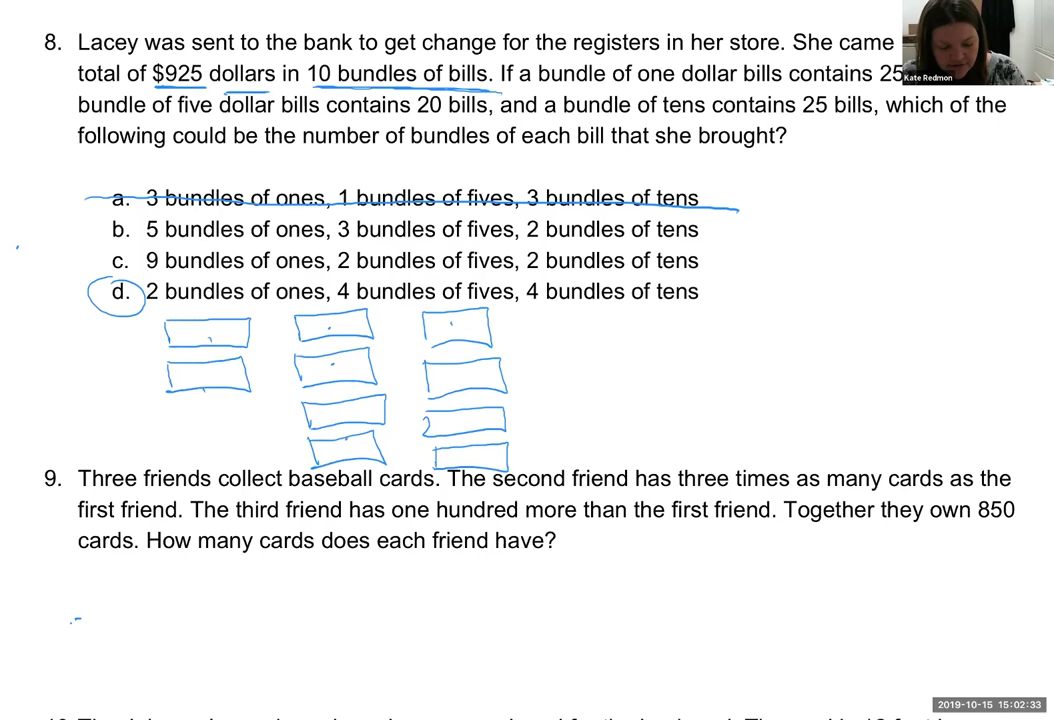 8. Lacey was sent to the bank to get change for the registers in her store. She came
total of $925 dollars in 10 bundles of bills. If a bundle of one dollar bills contains 25
Kate Redmon
bundle of five dollar bills contains 20 bills, and a bundle of tens contains 25 bills, which of the
following could be the number of bundles of each bill that she brought?
a. 3 bundles of ones, 1 bundles of fives, 3 bundles of tens
b. 5 bundles of ones, 3 bundles of fives, 2 bundles of tens
c. 9 bundles of ones, 2 bundles of fives, 2 bundles of tens
d. 2 bundles of ones, 4 bundles of fives, 4 bundles of tens
9. Three friends collect baseball cards. The second friend has three times as many cards as the
first friend. The third friend has one hundred more than the first friend. Together they own 850
cards. How many cards does each friend have?
2019-10-15 15:02:33